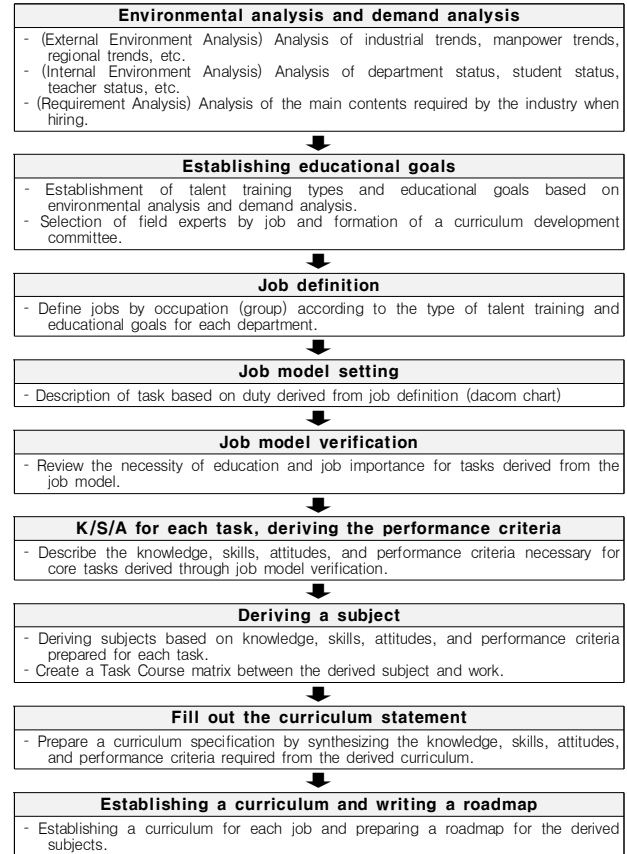 Environmental analysis and demand analysis
- (External Environment Analysis) Analysis of industrial trends, manpower trends,
regional trends, etc.
- (Internal Environment Analysis) Analysis of department status, student status,
teacher status, etc.
- (Requirement Analysis) Analysis of the main contents required by the industry when
hiring.
Establishing educational goals
- Establishment of talent training types and educational goals based on
environmental analysis and demand analysis.
- Selection of field experts by job and formation of a curriculum development
committee.
Job definition
- Define jobs by occupation (group) according to the type of talent training and
educational goals for each department.
Job model setting
- Description of task based on duty derived from job definition (dacom chart)
Job model verification
- Review the necessity of education and job importance for tasks derived from the
job model.
K/S/A for each task, deriving the performance criteria
- Describe the knowledge, skills, attitudes, and performance criteria necessary for
core tasks derived through job model verification.
Deriving a subject
- Deriving subjects based on knowledge, skills, attitudes, and performance criteria
prepared for each task.
- Create a Task Course matrix between the derived subject and work.
Fill out the curriculum statement
- Prepare a curriculum specification by synthesizing the knowledge, skills, attitudes,
and performance criteria required from the derived curriculum.
Establishing a curriculum and writing a roadmap
- Establishing a curriculum for each job and preparing a roadmap for the derived
subjects.